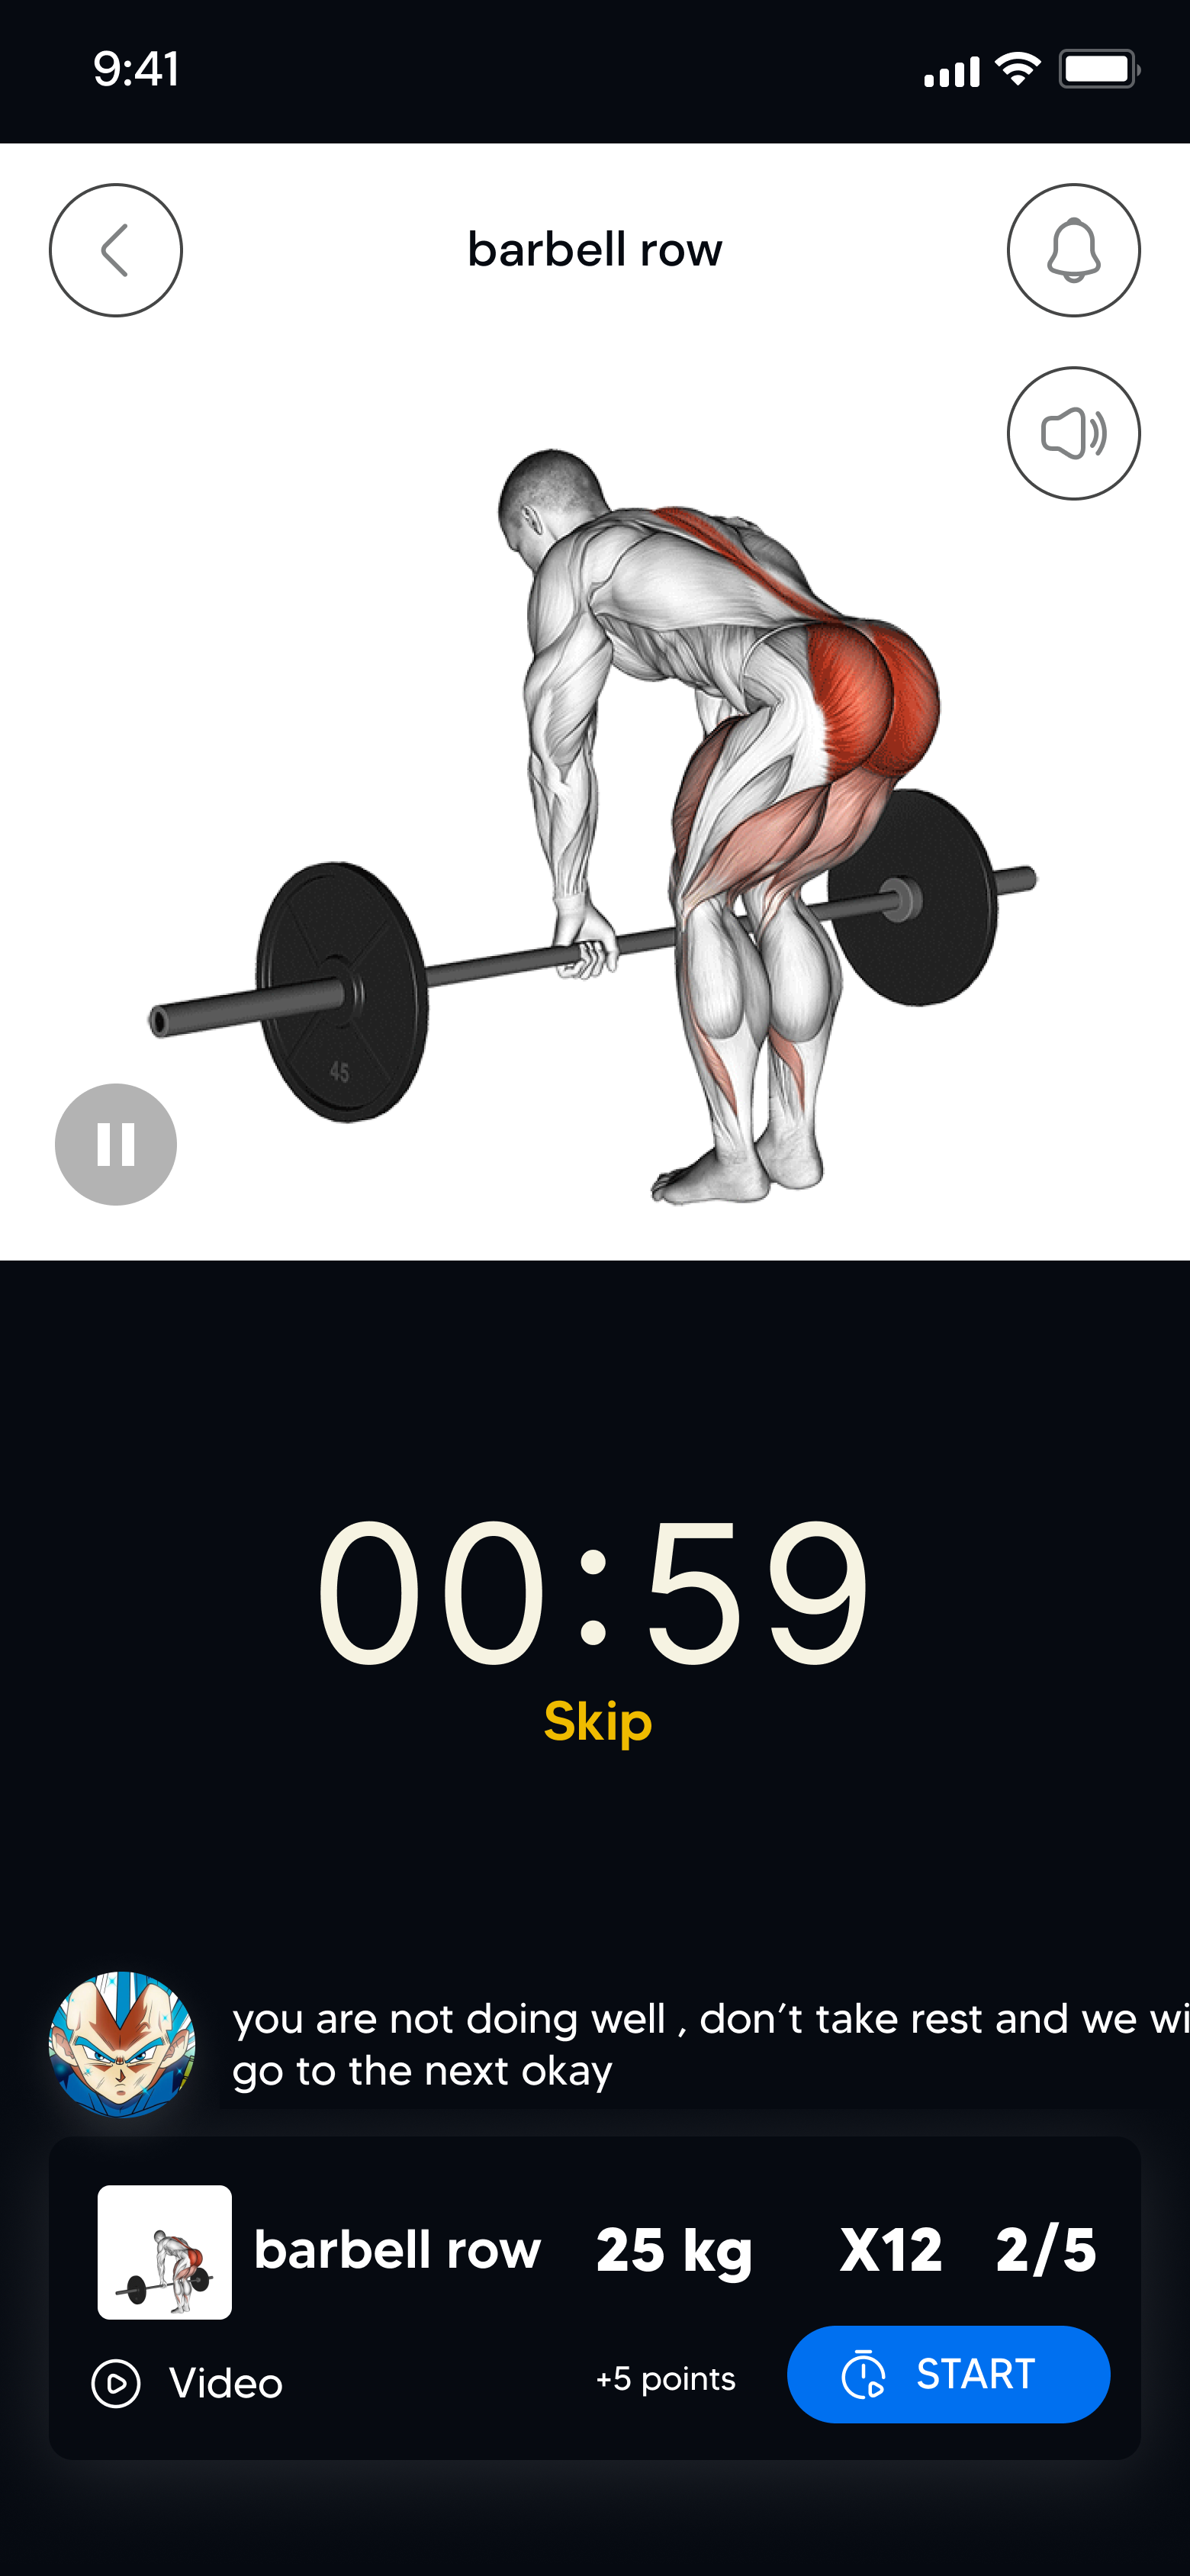 9:41
barbell row
45
00:59
Skip
you are not doing well , don’t take rest and we wi
go to the next okay
barbell row 25 kg X12 2/5
Video +5 points START